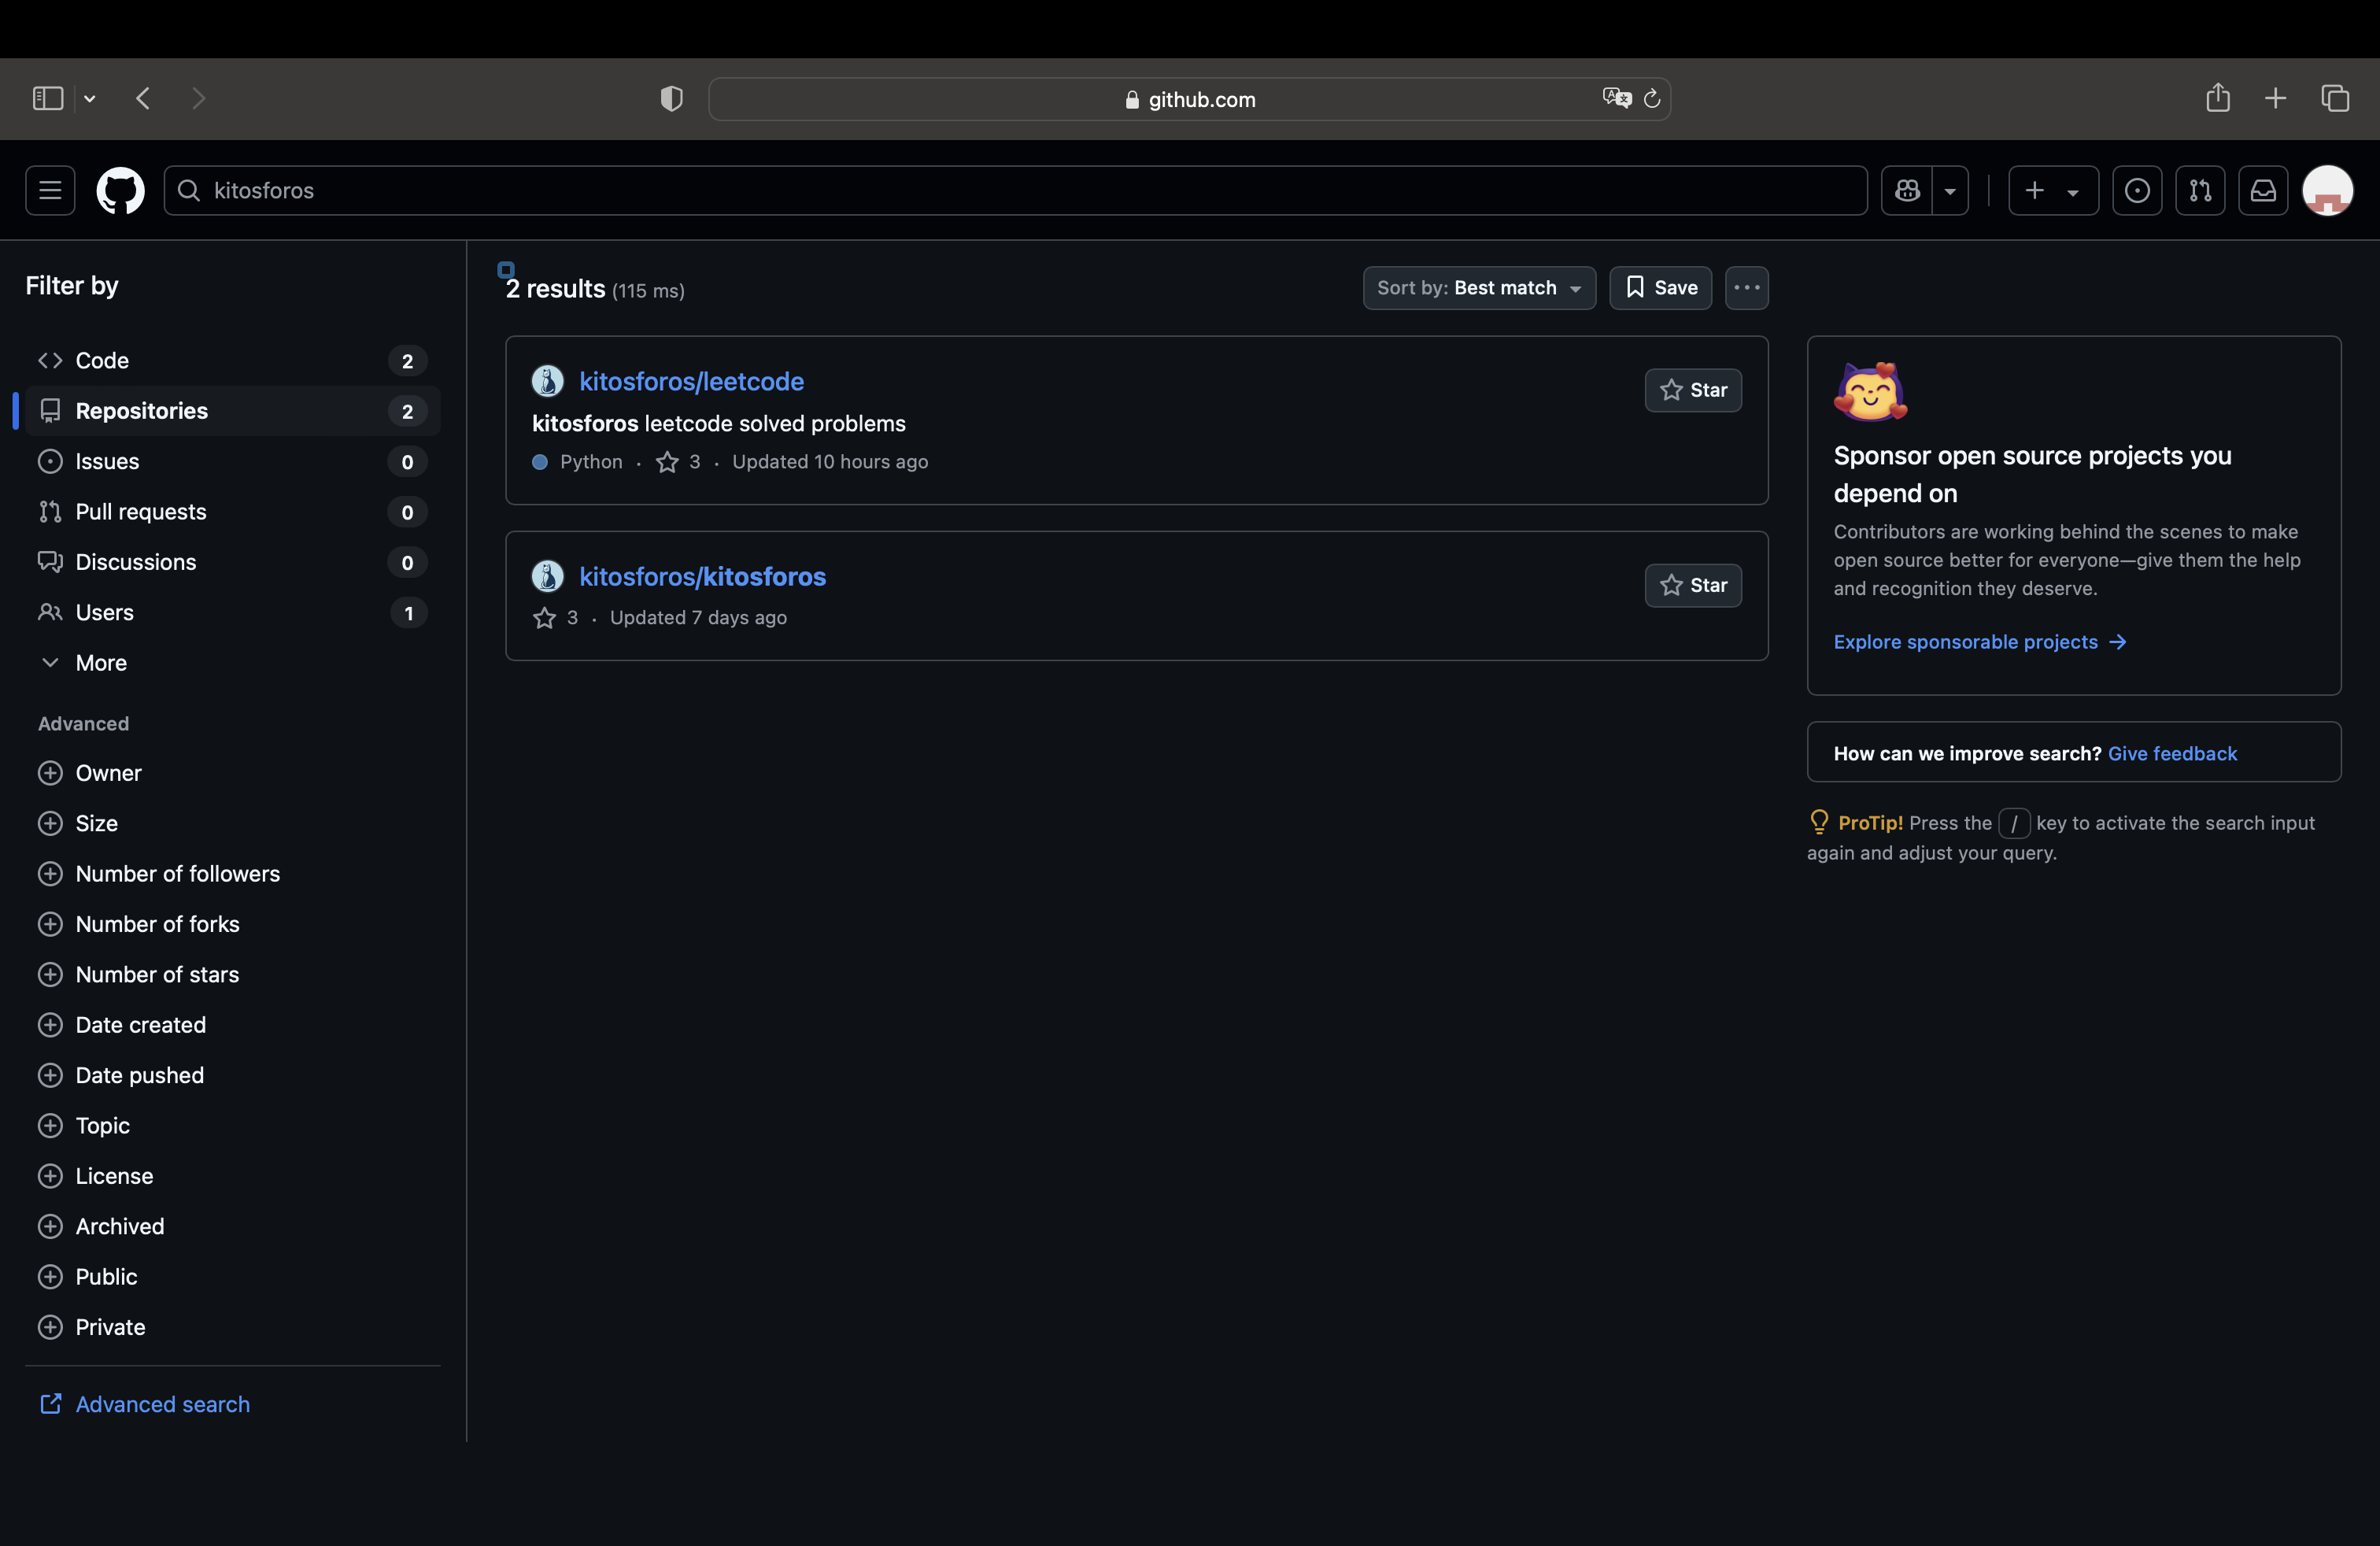 github.com
kitosforos
Filter by
Code 2
Repositories 2
Issues 0
Pull requests 0
Discussions 0
Users 1
More
Advanced
Owner
Size
Number of followers
Number of forks
Number of stars
Date created
Date pushed
Topic
License
Archived
Public
Private
Advanced search
2 results (115 ms)
Sort by: Best match
Save
kitosforos/leetcode
Star
kitosforos leetcode solved problems
Python · 3 · Updated 10 hours ago
kitosforos/kitosforos
Star
3 · Updated 7 days ago
Sponsor open source projects you
depend on
Contributors are working behind the scenes to make
open source better for everyone—give them the help
and recognition they deserve.
Explore sponsorable projects →
How can we improve search? Give feedback
ProTip! Press the / key to activate the search input
again and adjust your query.